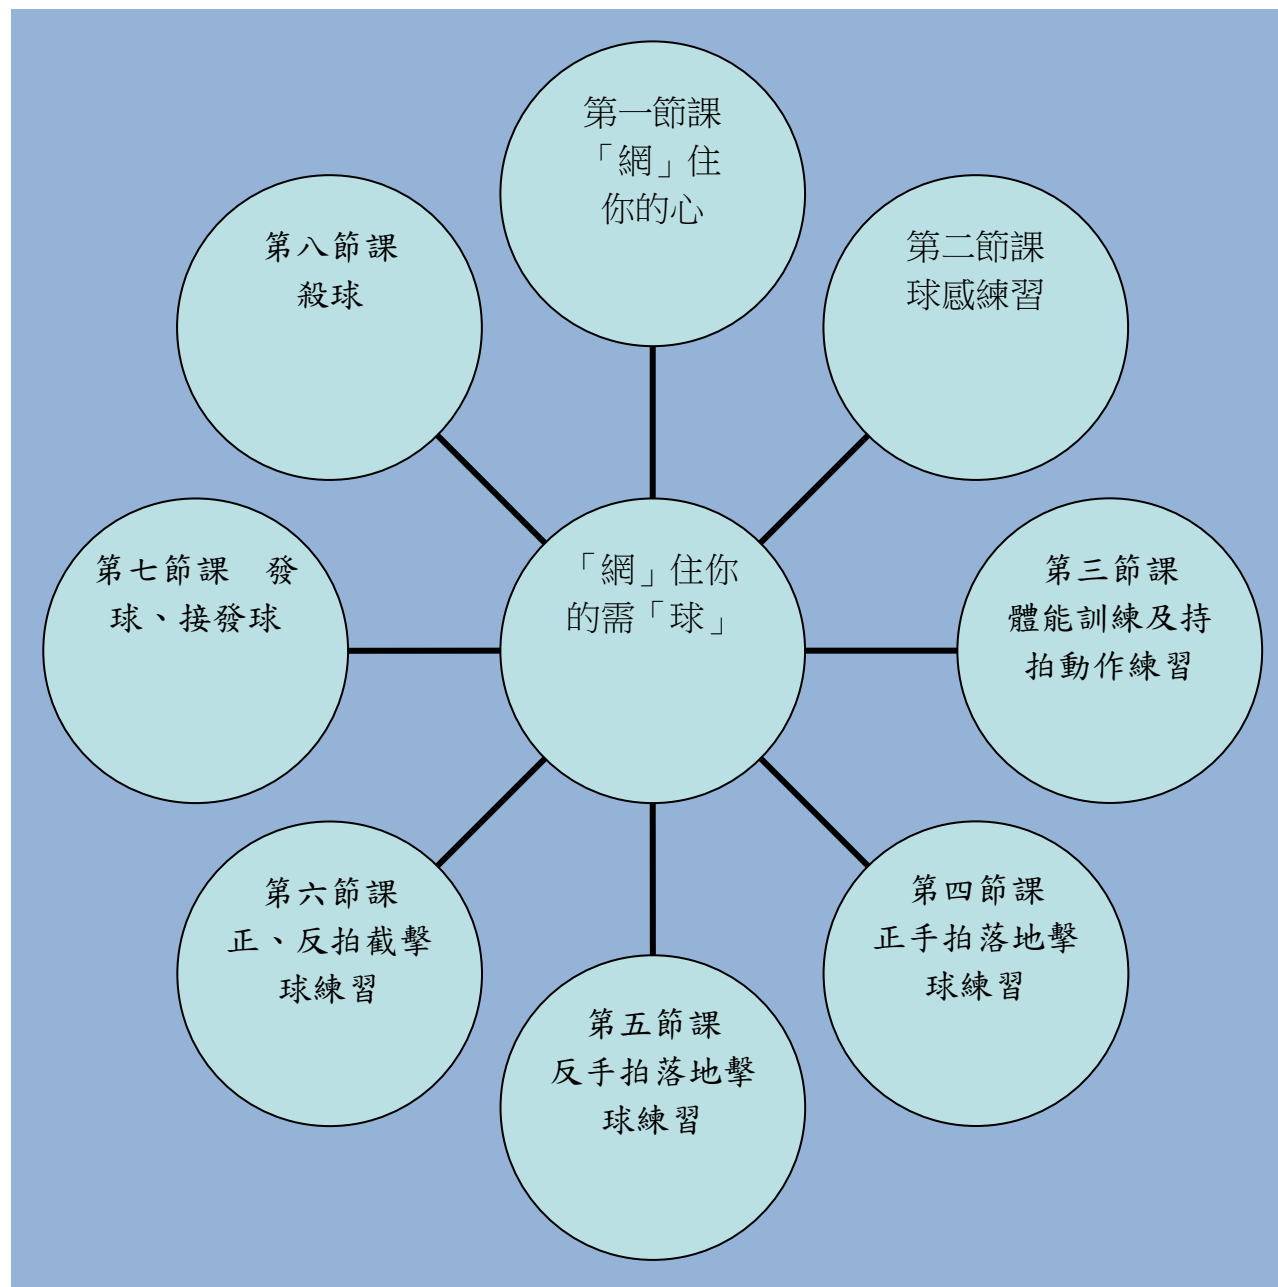 第一節課
「網」住
你的心
第二節課
球感練習
第三節課
體能訓練及持
拍動作練習
第四節課
正手拍落地擊
球練習
第五節課
反手拍落地擊
球練習
第六節課
正、反拍截擊
球練習
第七節課　發
球、接發球
第八節課
殺球
「網」住你
的需「球」